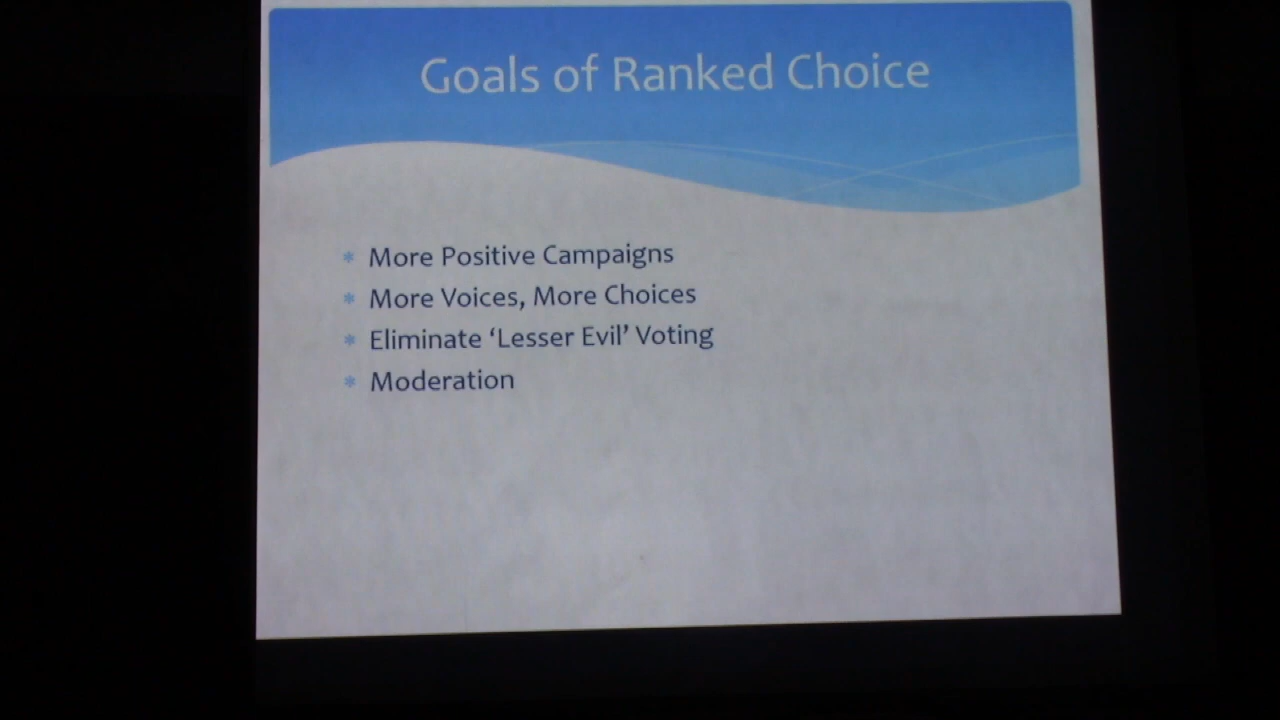 Goals of Ranked Choice
More Positive Campaigns
More Voices, More Choices
Eliminate ‘Lesser Evil’ Voting
Moderation